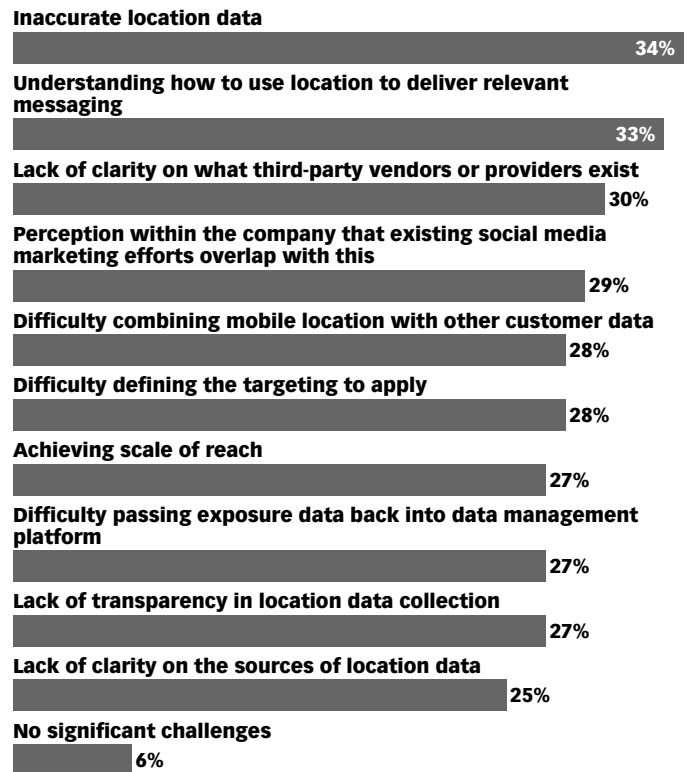 Inaccurate location data
34%
Understanding how to use location to deliver relevant
messaging
33%
Lack of clarity on what third-party vendors or providers exist
30%
Perception within the company that existing social media
marketing efforts overlap with this
29%
Difficulty combining mobile location with other customer data
28%
Difficulty defining the targeting to apply
28%
Achieving scale of reach
27%
Difficulty passing exposure data back into data management
platform
27%
Lack of transparency in location data collection
27%
Lack of clarity on the sources of location data
25%
No significant challenges
6%